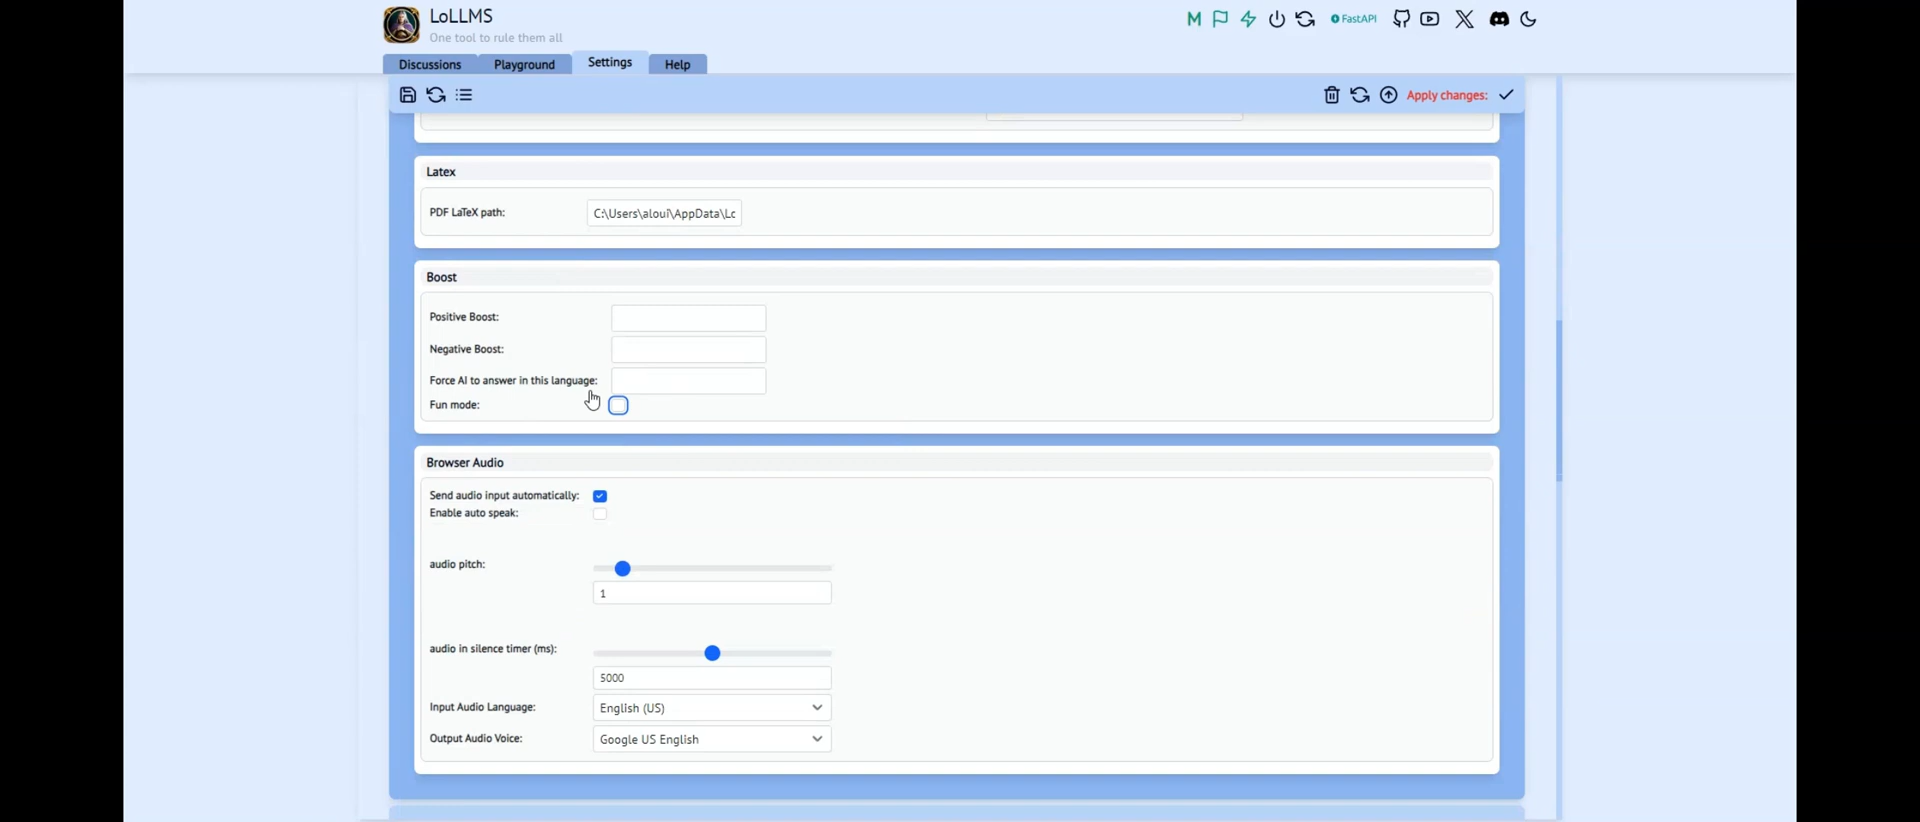 LoLLMS
One tool to rule them all
M
FastAPI
Discussions Playground Settings Help
Apply changes:
Latex
PDF LaTeX path: C:\Users\aloui\AppData\Lc
Boost
Positive Boost:
Negative Boost:
Force AI to answer in this language:
Fun mode:
Browser Audio
Send audio input automatically:
Enable auto speak:
audio pitch:
1
audio in silence timer (ms):
5000
Input Audio Language: English (US)
Output Audio Voice: Google US English